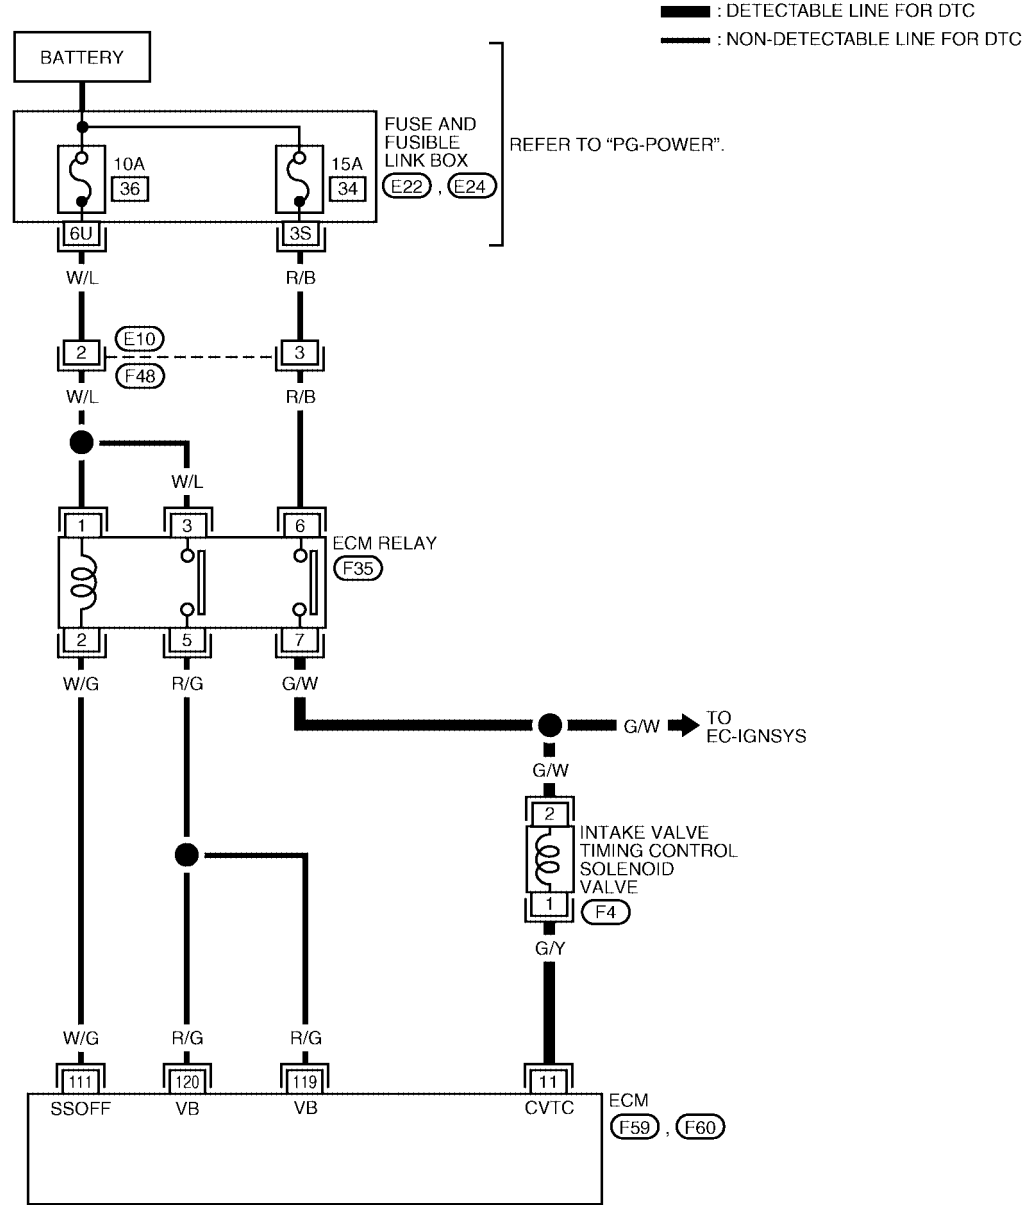 : DETECTABLE LINE FOR DTC
: NON-DETECTABLE LINE FOR DTC
BATTERY
FUSE AND
FUSIBLE
LINK BOX
E22 , E24
REFER TO “PG-POWER”.
10A
36
15A
34
6U
3S
W/L
R/B
2
E10
F48
3
W/L
R/B
W/L
1
3
6
ECM RELAY
F35
2
5
7
W/G
R/G
G/W
G/W
TO
EC-IGNSYS
G/W
2
INTAKE VALVE
TIMING CONTROL
SOLENOID
VALVE
F4
1
G/Y
W/G
R/G
R/G
111
120
119
11
SSOFF
VB
VB
CVTC
ECM
F59 , F60